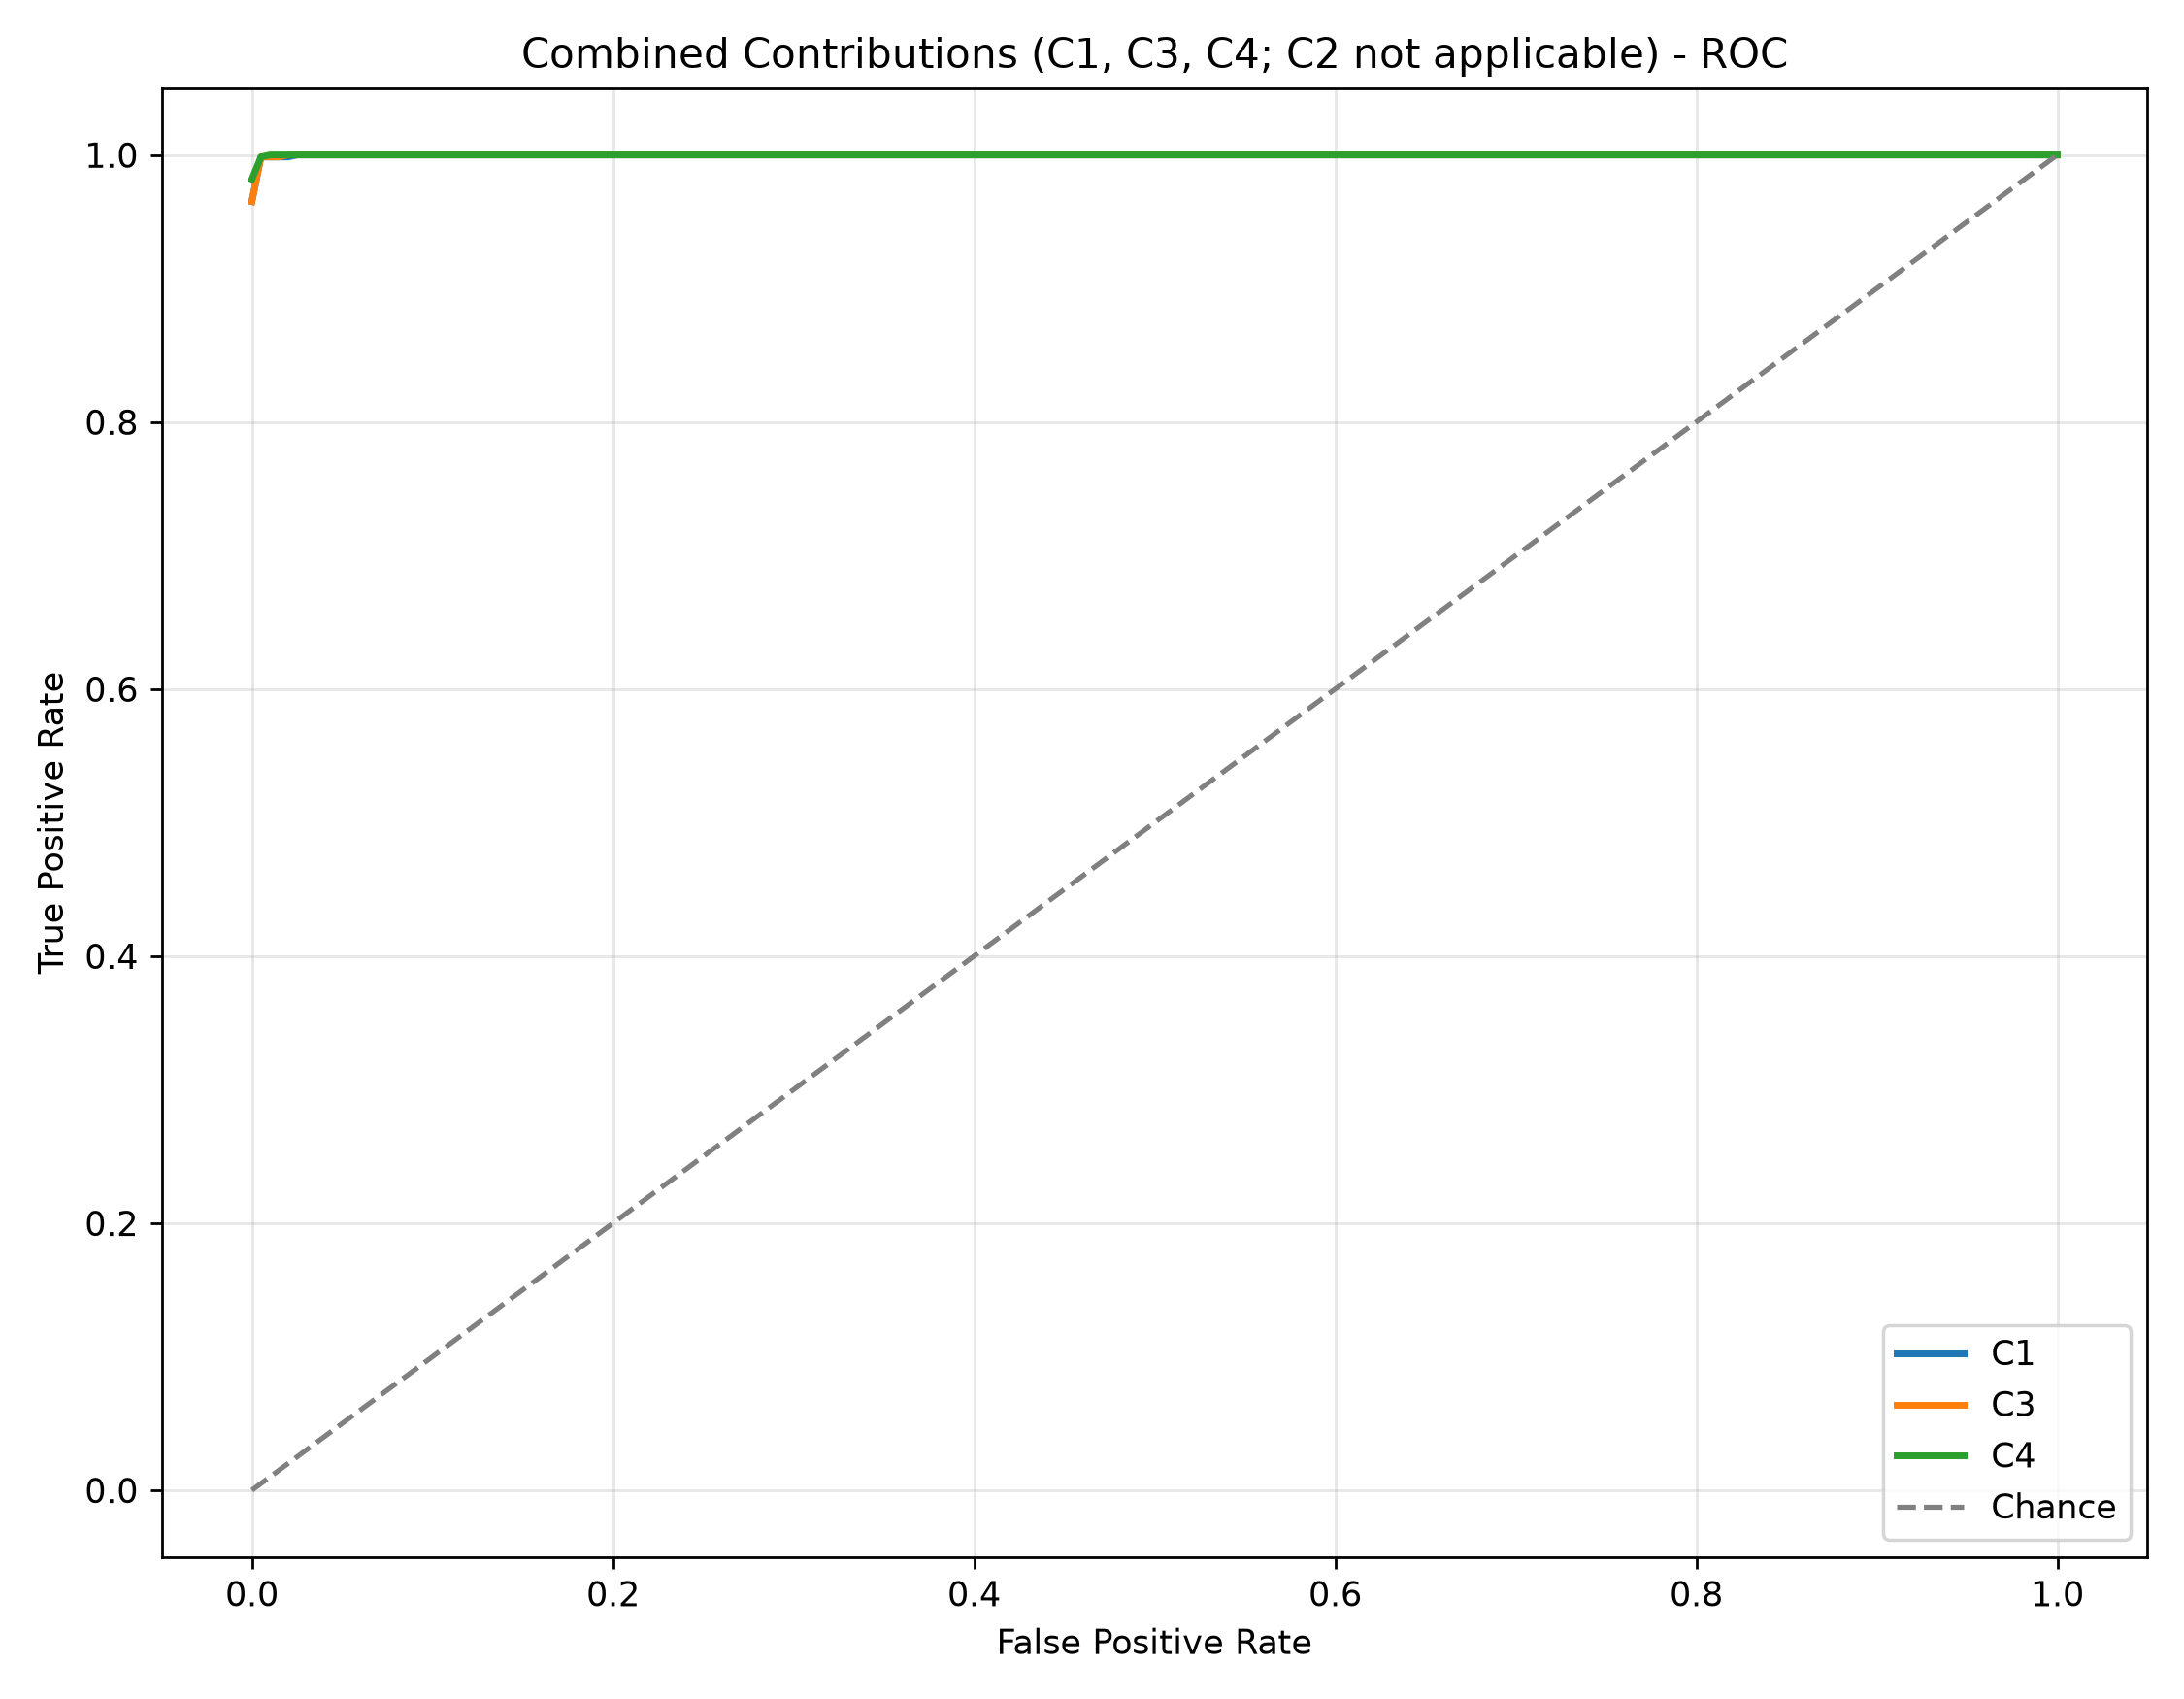 Combined Contributions (C1, C3, C4; C2 not applicable) - ROC
1.0
0.8
0.6
0.4
0.2
0.0
True Positive Rate
0.0
0.2
0.4
0.6
0.8
1.0
False Positive Rate
C1
C3
C4
Chance